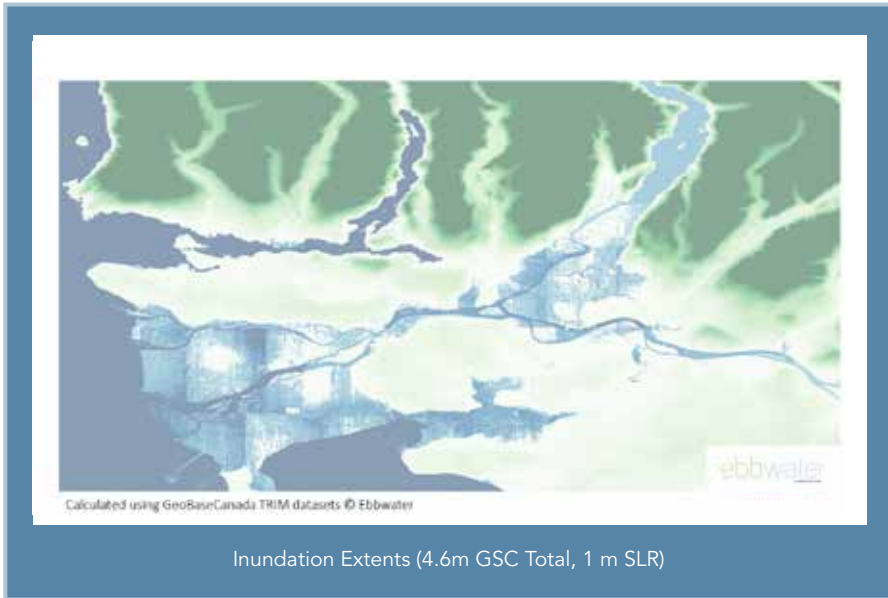 ebbwater
Calculated using GeoBaseCanada TRIM datasets © Ebbwater
Inundation Extents (4.6m GSC Total, 1 m SLR)